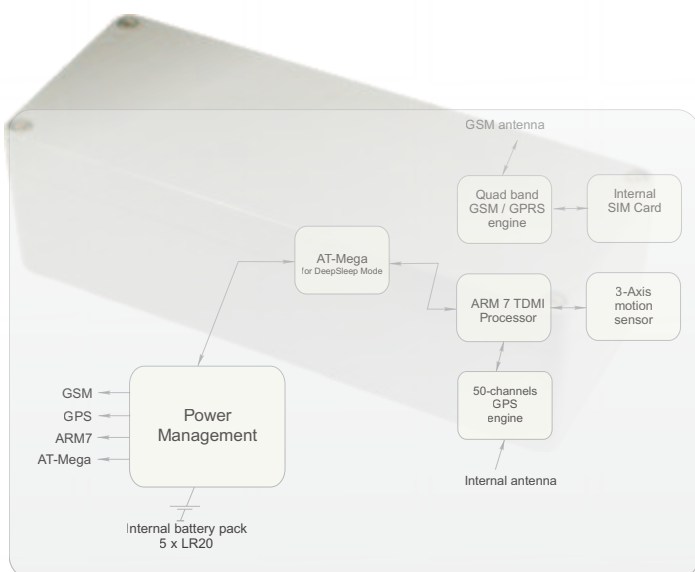 GSM antenna
Quad band
GSM / GPRS
engine
Internal
SIM Card
AT-Mega
for DeepSleep Mode
ARM 7 TDMI
Processor
3-Axis
motion
sensor
50-channels
GPS
engine
Internal antenna
Power
Management
GSM
GPS
ARM7
AT-Mega
Internal battery pack
5 x LR20